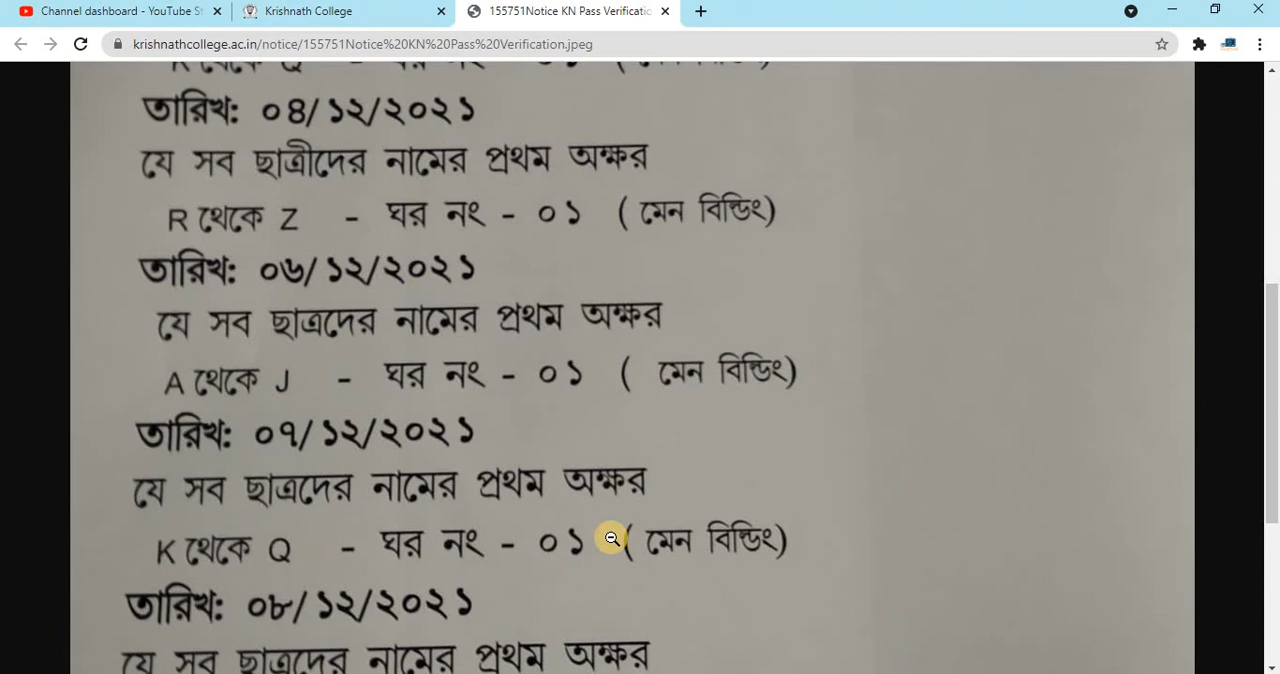 Channel dashboard - YouTube St
Krishnath College
155751Notice KN Pass Verificatio
krishnathcollege.ac.in/notice/155751Notice%20KN%20Pass%20Verification.jpeg
K থেকে Q - ঘর নং - ০১ ( মেন বিল্ডিং)
তারিখ: ০৪/১২/২০২১
যে সব ছাত্রীদের নামের প্রথম অক্ষর
R থেকে Z - ঘর নং - ০১ ( মেন বিল্ডিং)
তারিখ: ০৬/১২/২০২১
যে সব ছাত্রদের নামের প্রথম অক্ষর
A থেকে J - ঘর নং - ০১ ( মেন বিল্ডিং)
তারিখ: ০৭/১২/২০২১
যে সব ছাত্রদের নামের প্রথম অক্ষর
K থেকে Q - ঘর নং - ০১ ( মেন বিল্ডিং)
তারিখ: ০৮/১২/২০২১
যে সব ছাত্রদের নামের প্রথম অক্ষর